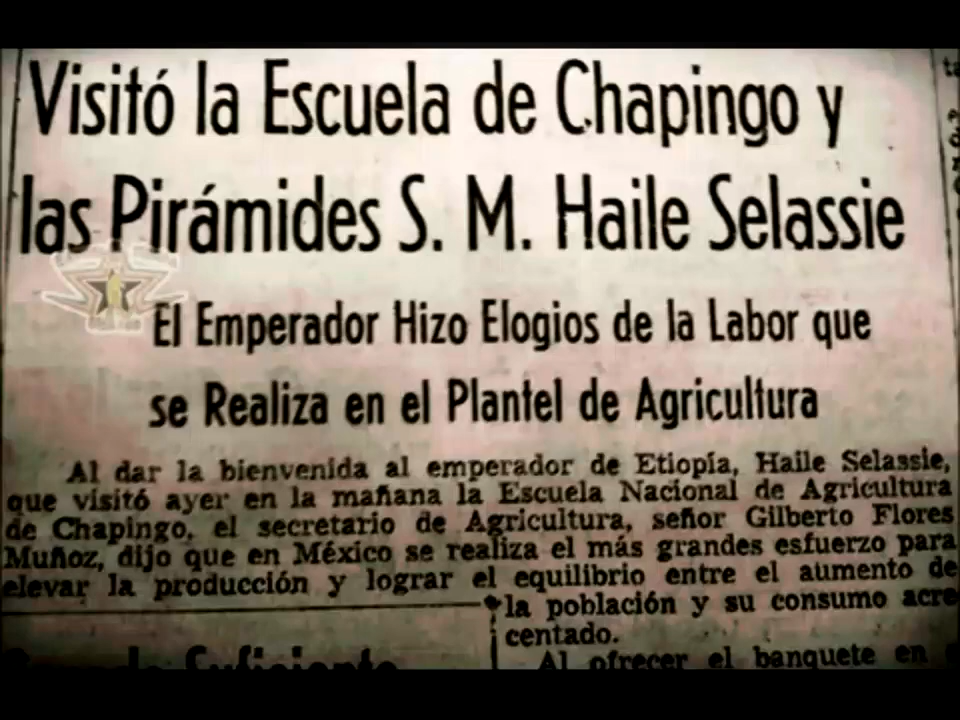 Visitó la Escuela de Chapingo y
las Pirámides S. M. Haile Selassie
El Emperador Hizo Elogios de la Labor que
se Realiza en el Plantel de Agricultura
Al dar la bienvenida al emperador de Etiopía, Haile Selassie,
que visitó ayer en la mañana la Escuela Nacional de Agricultura
de Chapingo, el secretario de Agricultura, señor Gilberto Flores
Muñoz, dijo que en México se realiza el más grandes esfuerzo para
elevar la producción y lograr el equilibrio entre el aumento de
la población y su consumo acre
centado.
Al ofrecer el banquete en
Suficiente